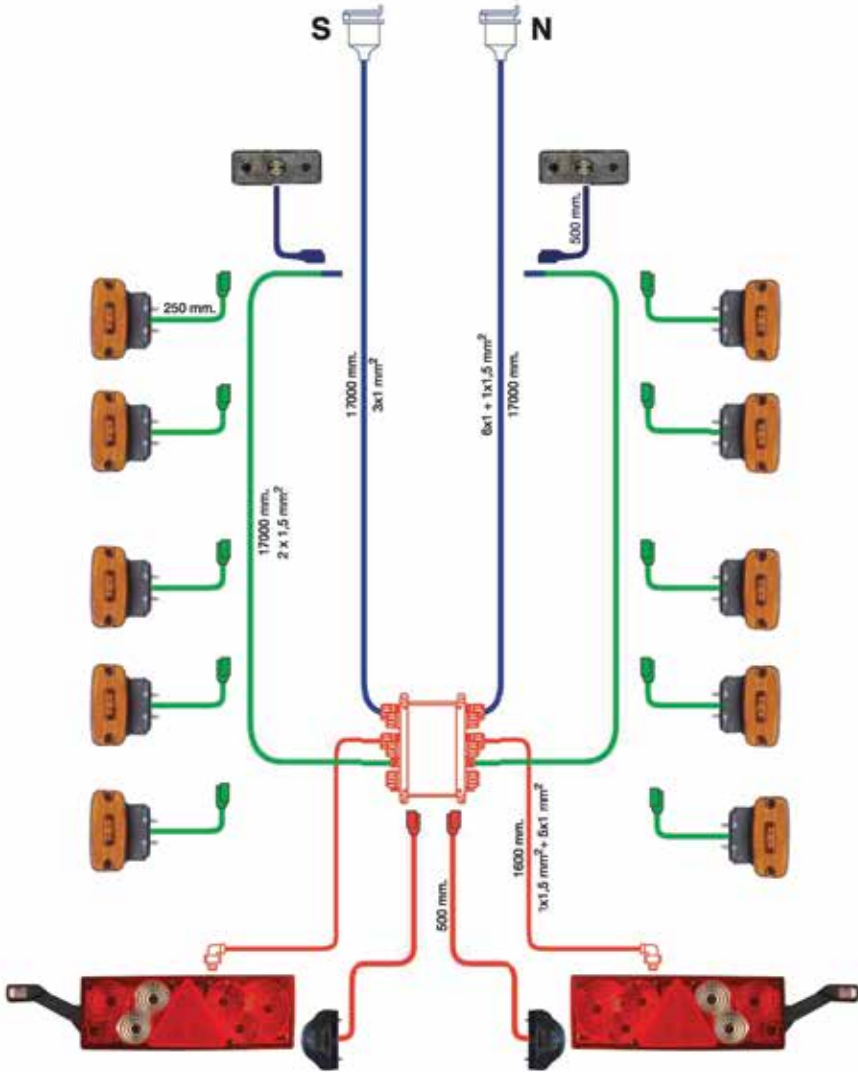 S
N
500 mm.
250 mm.
17000 mm.
3x1 mm²
6x1 + 1x1,5 mm²
17000 mm.
17000 mm.
2 x 1,5 mm²
1600 mm.
1x1,5 mm²+ 5x1 mm²
500 mm.